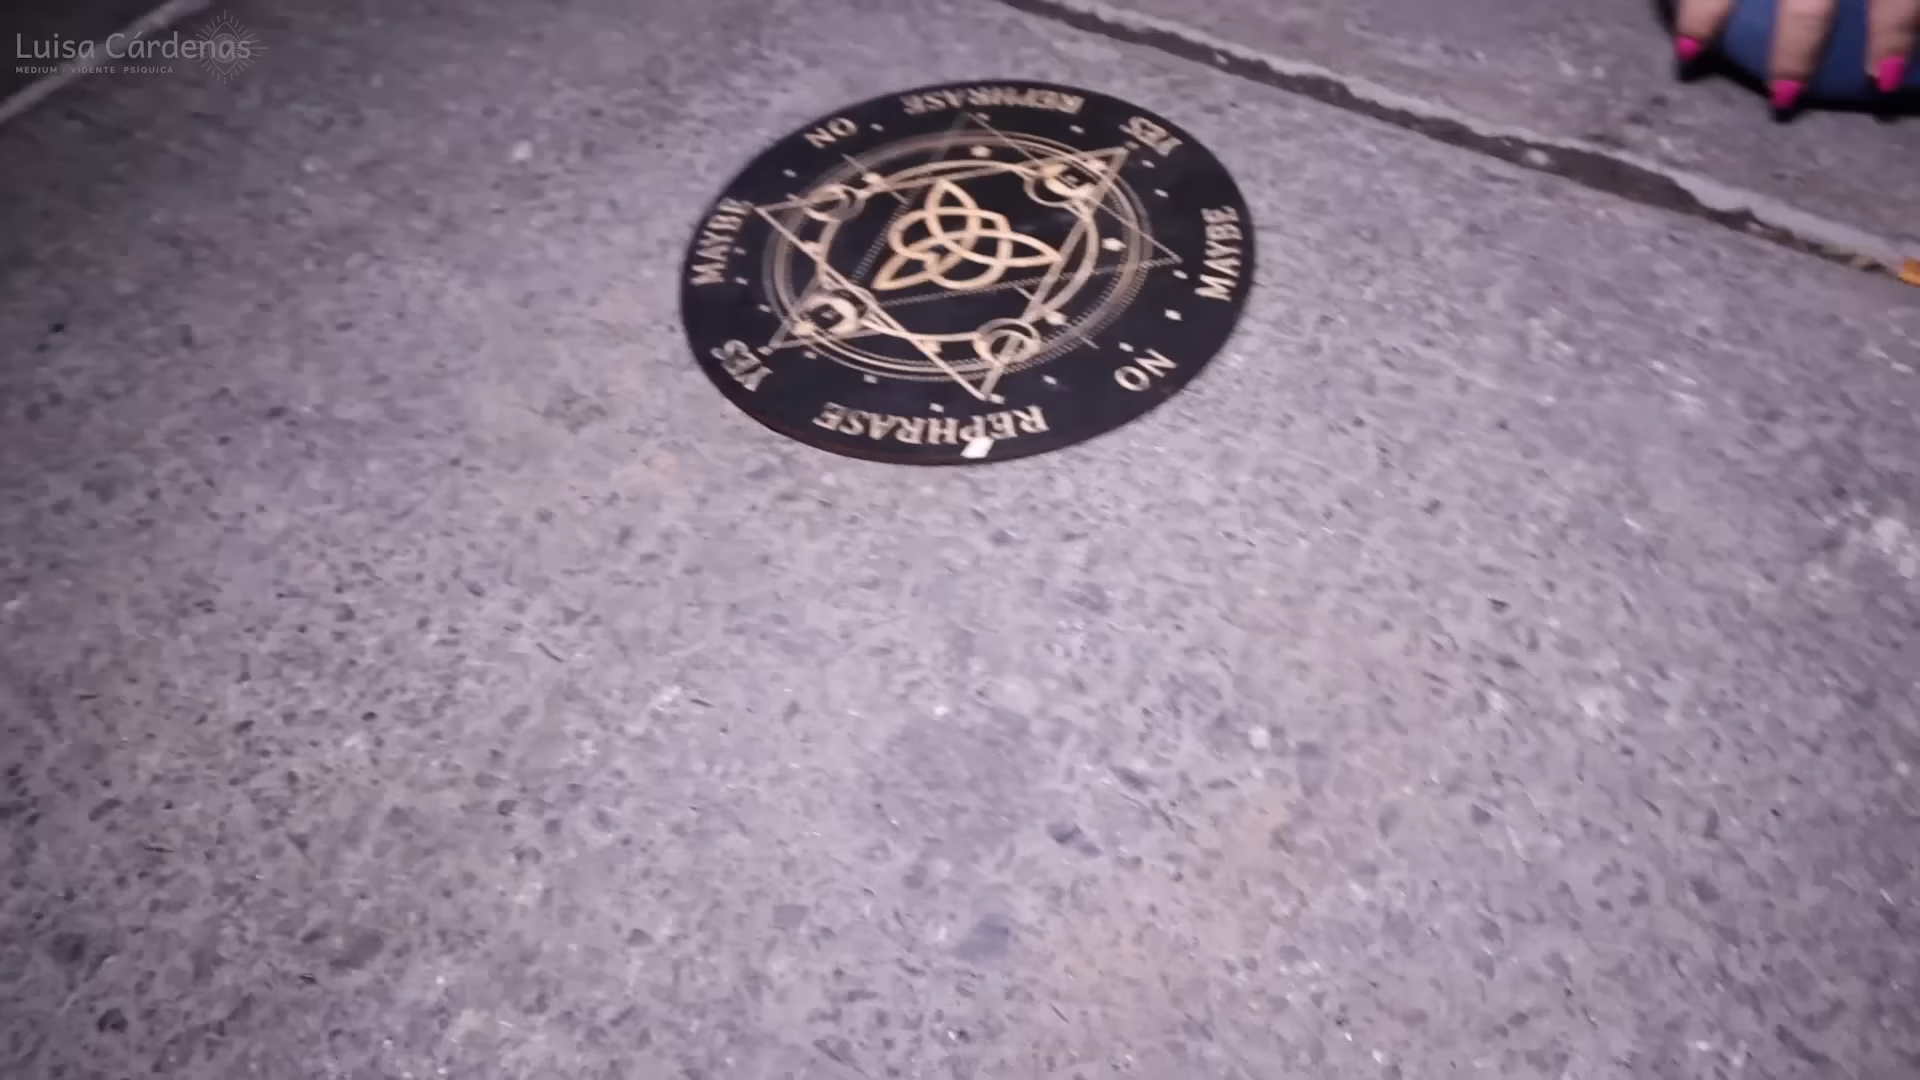 Luisa Cárdenas
MEDIUM - VIDENTE PSÍQUICA
REPHRASE
YES
MAYBE
NO
REPHRASE
YES
MAYBE
NO